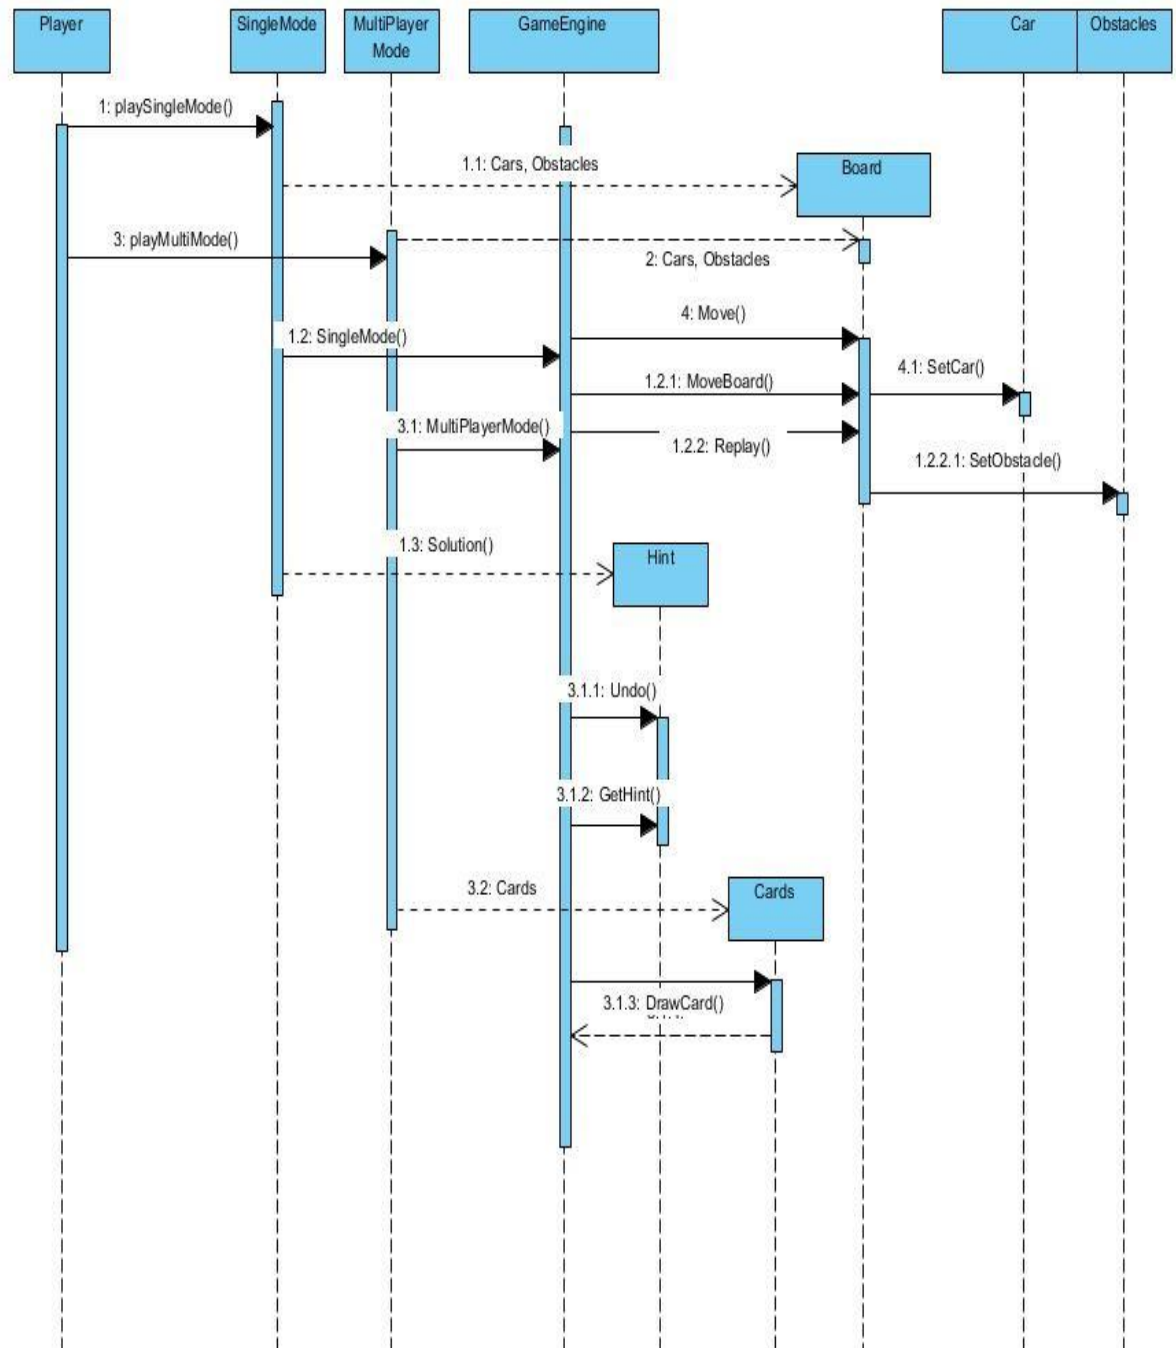 Player
SingleMode
MultiPlayer
Mode
GameEngine
Car
Obstacles
1: playSingleMode()
1.1: Cars, Obstacles
Board
3: playMultiMode()
2: Cars, Obstacles
4: Move()
1.2: SingleMode()
4.1: SetCar()
1.2.1: MoveBoard()
3.1: MultiPlayerMode()
1.2.2: Replay()
1.2.2.1: SetObstacle()
1.3: Solution()
Hint
3.1.1: Undo()
3.1.2: GetHint()
3.2: Cards
Cards
3.1.3: DrawCard()